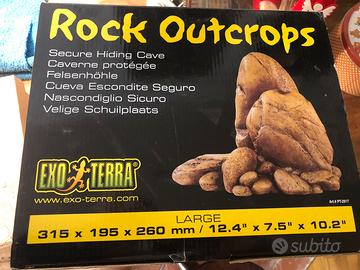 Rock Outcrops
Secure Hiding Cave
Caverne protégée
Felsenhöhle
Cueva Escondite Seguro
Nascondiglio Sicuro
Velige Schuilplaats
EXO TERRA
www.exo-terra.com
LARGE
315 x 195 x 260 mm / 12.4" x 7.5" x 10.2"
subito